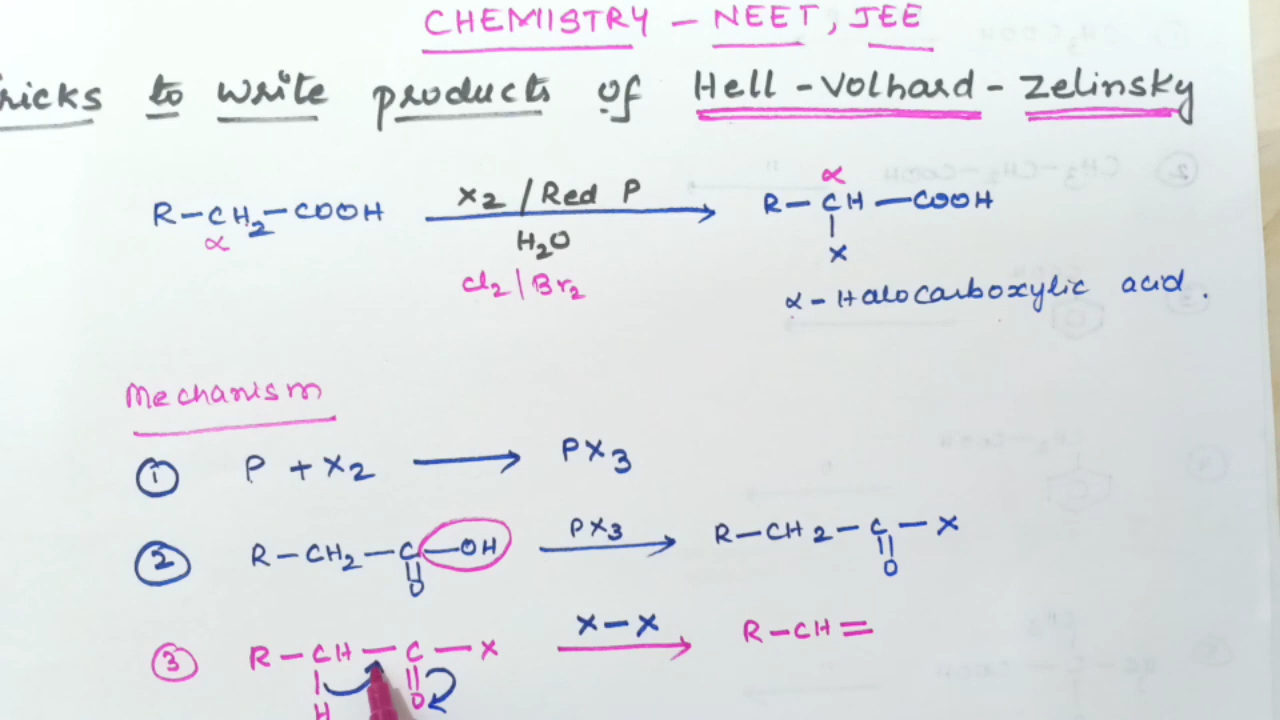 CHEMIISTRY – NEET, JEE
ricks to write products of Hell-Volhard-Zelinsky
R–CH2–COOH X2 / Red P H2O Cl2 | Br2 R–CH–COOH
α α X
α-Halocarboxylic acid.
Mechanism
① P + X2 → PX3
② R–CH2–C–OH PX3 R–CH2–C–X
O O
③ R–CH–C–X X–X R–CH=
H O